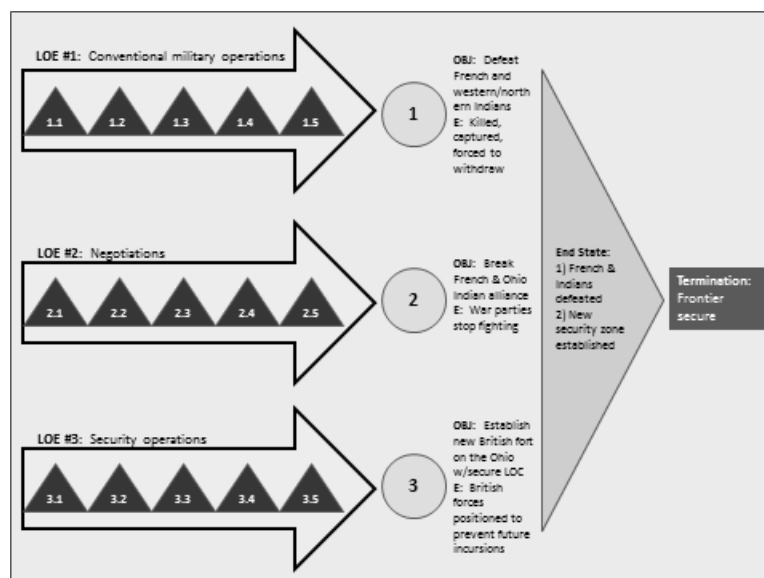 LOE #1: Conventional military operations
1.1 1.2 1.3 1.4 1.5
1
OBJ: Defeat
French and
western/north
ern Indians
E: Killed,
captured,
forced to
withdraw
LOE #2: Negotiations
2.1 2.2 2.3 2.4 2.5
2
OBJ: Break
French & Ohio
Indian alliance
E: War parties
stop fighting
LOE #3: Security operations
3.1 3.2 3.3 3.4 3.5
3
OBJ: Establish
new British fort
on the Ohio
w/secure LOC
E: British
forces
positioned to
prevent future
incursions
End State:
1) French &
Indians
defeated
2) New
security zone
established
Termination:
Frontier
secure